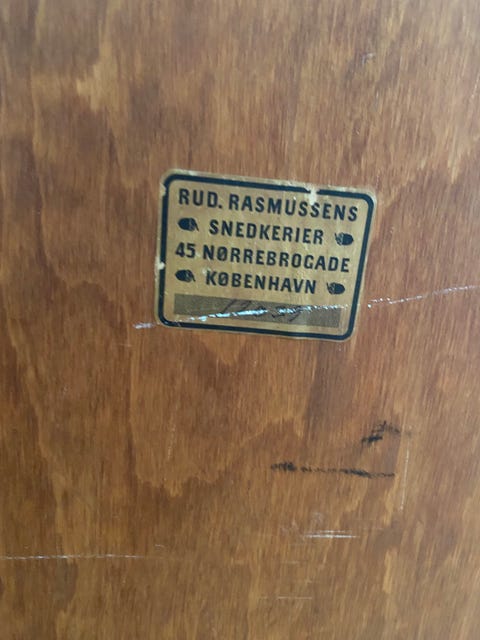 RUD. RASMUSSENS
SNEDKERIER
45 NØRREBROGADE
KØBENHAVN